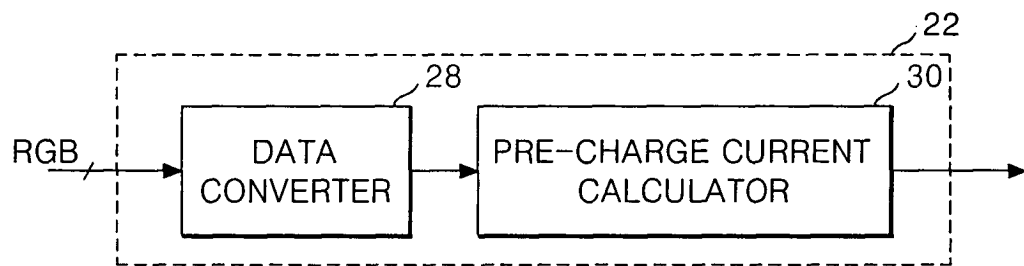 22
28
30
RGB
DATA
CONVERTER
PRE-CHARGE CURRENT
CALCULATOR